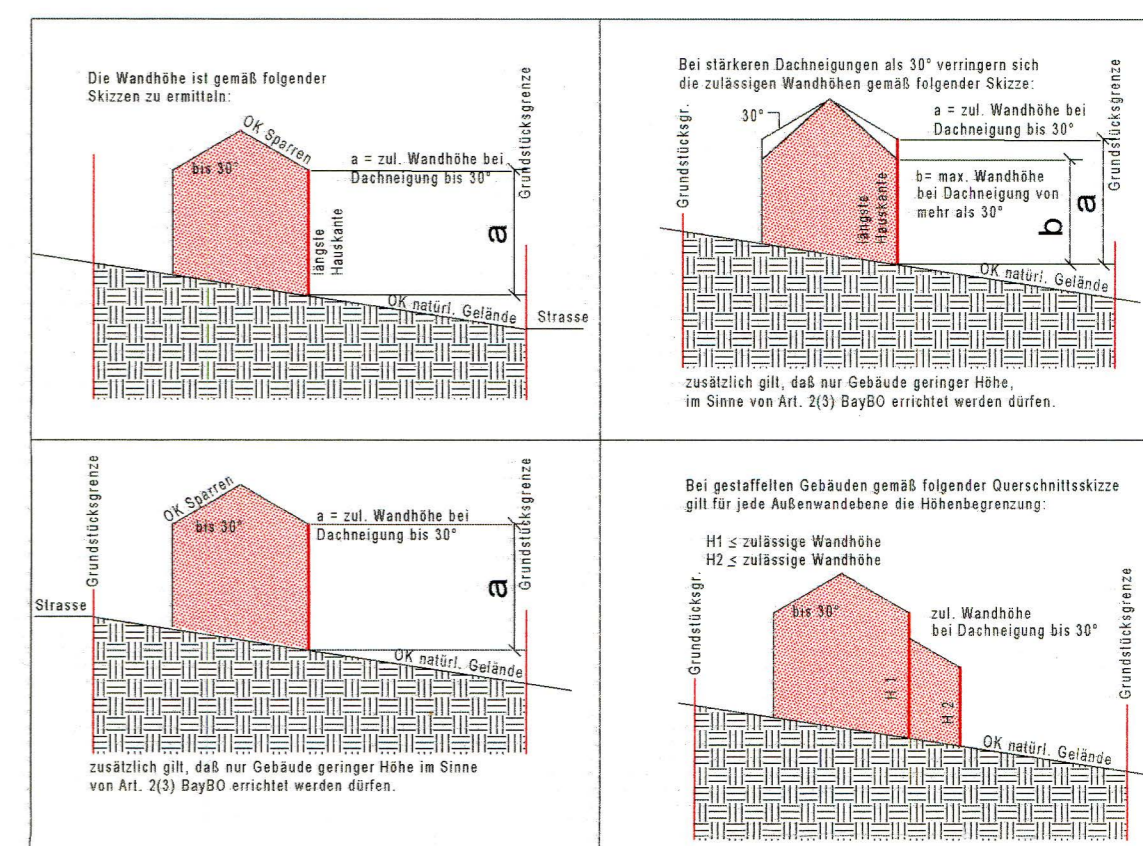 Die Wandhöhe ist gemäß folgender
Skizzen zu ermitteln:
OK Sparren
bis 30°
a = zul. Wandhöhe bei
Dachneigung bis 30°
längste
Hauskante
a
Grundstücksgrenze
OK natürl. Gelände
Strasse
Bei stärkeren Dachneigungen als 30° verringern sich
die zulässigen Wandhöhen gemäß folgender Skizze:
Grundstücksgr.
30°
a = zul. Wandhöhe bei
Dachneigung bis 30°
b= max. Wandhöhe
bei Dachneigung von
mehr als 30°
längste
Hauskante
b
a
Grundstücksgrenze
OK natürl. Gelände
zusätzlich gilt, daß nur Gebäude geringer Höhe,
im Sinne von Art. 2(3) BayBO errichtet werden dürfen.
Grundstücksgrenze
Strasse
OK Sparren
bis 30°
a = zul. Wandhöhe bei
Dachneigung bis 30°
a
Grundstücksgrenze
OK natürl. Gelände
zusätzlich gilt, daß nur Gebäude geringer Höhe im Sinne
von Art. 2(3) BayBO errichtet werden dürfen.
Bei gestaffelten Gebäuden gemäß folgender Querschnittsskizze
gilt für jede Außenwandebene die Höhenbegrenzung:
H1 ≤ zulässige Wandhöhe
H2 ≤ zulässige Wandhöhe
Grundstücksgr.
bis 30°
zul. Wandhöhe
bei Dachneigung bis 30°
H 1
H 2
Grundstücksgrenze
OK natürl. Gelände